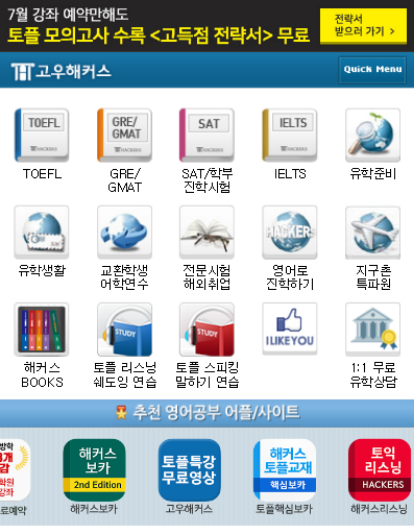 7월 강좌 예약만해도
토플 모의고사 수록 <고득점 전략서> 무료
전략서
받으러 가기 >
고우해커스
Quick Menu
TOEFL
GRE/
GMAT
SAT
IELTS
HACKERS
HACKERS
HACKERS
HACKERS
TOEFL
GRE/
GMAT
SAT/학부
진학시험
IELTS
유학준비
HACKERS
유학생활
교환학생
어학연수
전문시험
해외취업
영어로
진학하기
지구촌
특파원
STUDY
STUDY
I LIKE YOU
해커스
BOOKS
토플 리스닝
쉐도잉 연습
토플 스피킹
말하기 연습
1:1 무료
유학상담
추천 영어공부 어플/사이트
해커스
보카
2nd Edition
토플특강
무료영상
해커스
토플교재
핵심보카
토익
리스닝
HACKERS
료예약
해커스보카
고우해커스
토플핵심보카
해커스리스닝